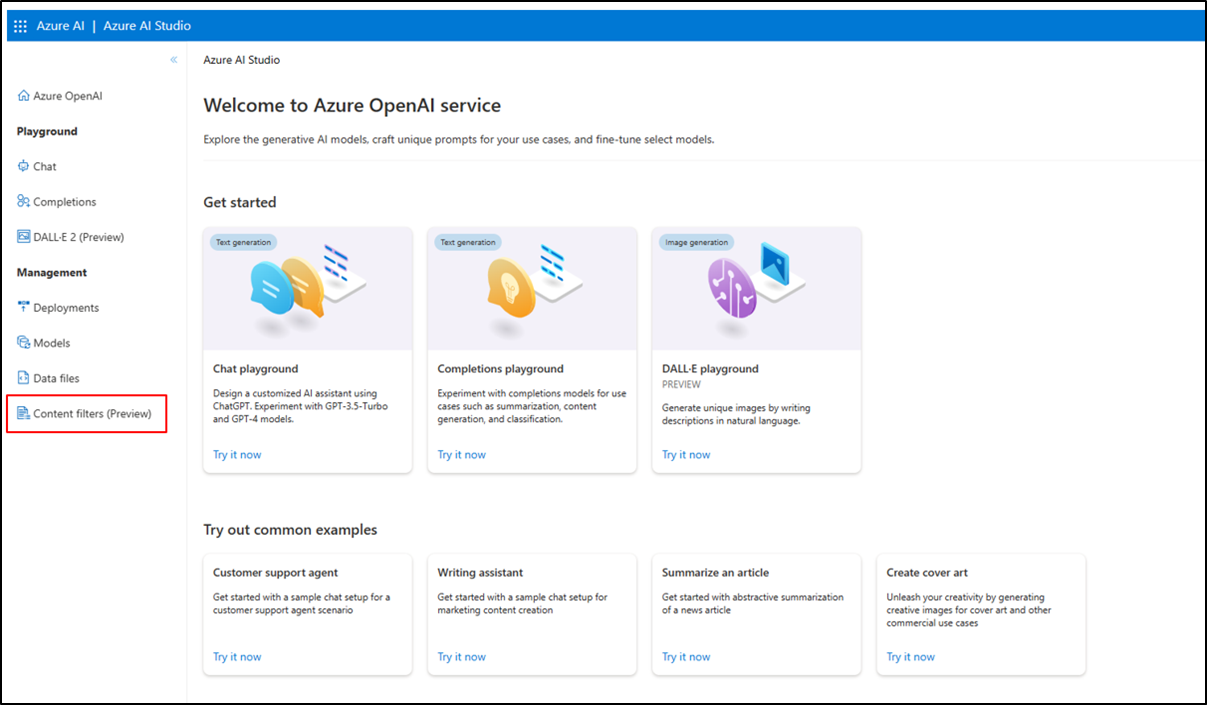 Azure AI | Azure AI Studio
«
Azure OpenAI
Playground
Chat
Completions
DALL·E 2 (Preview)
Management
Deployments
Models
Data files
Content filters (Preview)
Azure AI Studio
Welcome to Azure OpenAI service
Explore the generative AI models, craft unique prompts for your use cases, and fine-tune select models.
Get started
Text generation
Chat playground
Design a customized AI assistant using
ChatGPT. Experiment with GPT-3.5-Turbo
and GPT-4 models.
Try it now
Text generation
Completions playground
Experiment with completions models for use
cases such as summarization, content
generation, and classification.
Try it now
Image generation
DALL·E playground
PREVIEW
Generate unique images by writing
descriptions in natural language.
Try it now
Try out common examples
Customer support agent
Get started with a sample chat setup for a
customer support agent scenario
Try it now
Writing assistant
Get started with a sample chat setup for
marketing content creation
Try it now
Summarize an article
Get started with abstractive summarization
of a news article
Try it now
Create cover art
Unleash your creativity by generating
creative images for cover art and other
commercial use cases
Try it now